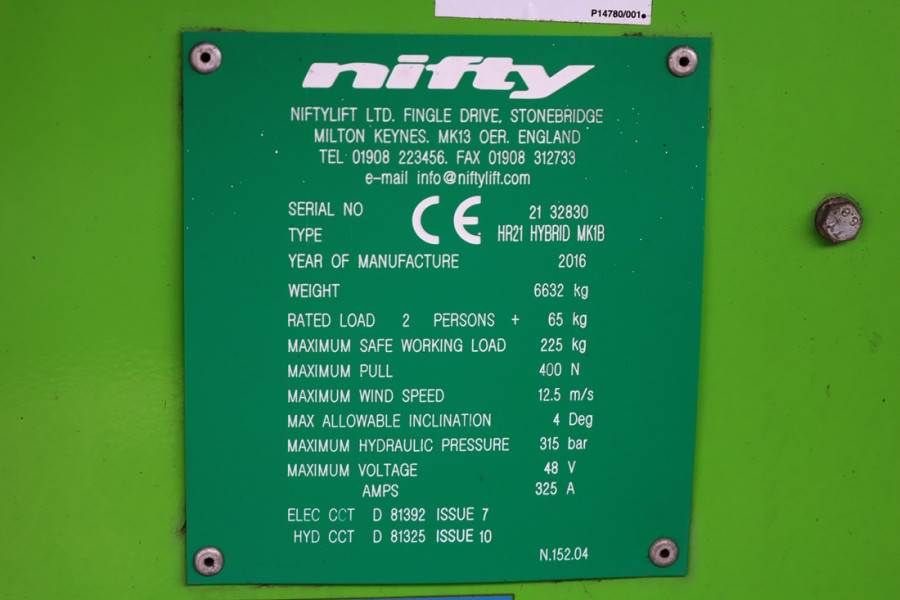 P14780/001
nifty
NIFTYLIFT LTD. FINGLE DRIVE, STONEBRIDGE
MILTON KEYNES. MK13 OER. ENGLAND
TEL 01908 223456. FAX 01908 312733
e-mail info@niftylift.com
SERIAL NO CE 21 32830
TYPE HR21 HYBRID MK1B
YEAR OF MANUFACTURE 2016
WEIGHT 6632 kg
RATED LOAD 2 PERSONS + 65 kg
MAXIMUM SAFE WORKING LOAD 225 kg
MAXIMUM PULL 400 N
MAXIMUM WIND SPEED 12.5 m/s
MAX ALLOWABLE INCLINATION 4 Deg
MAXIMUM HYDRAULIC PRESSURE 315 bar
MAXIMUM VOLTAGE 48 V
AMPS 325 A
ELEC CCT D 81392 ISSUE 7
HYD CCT D 81325 ISSUE 10
N.152.04